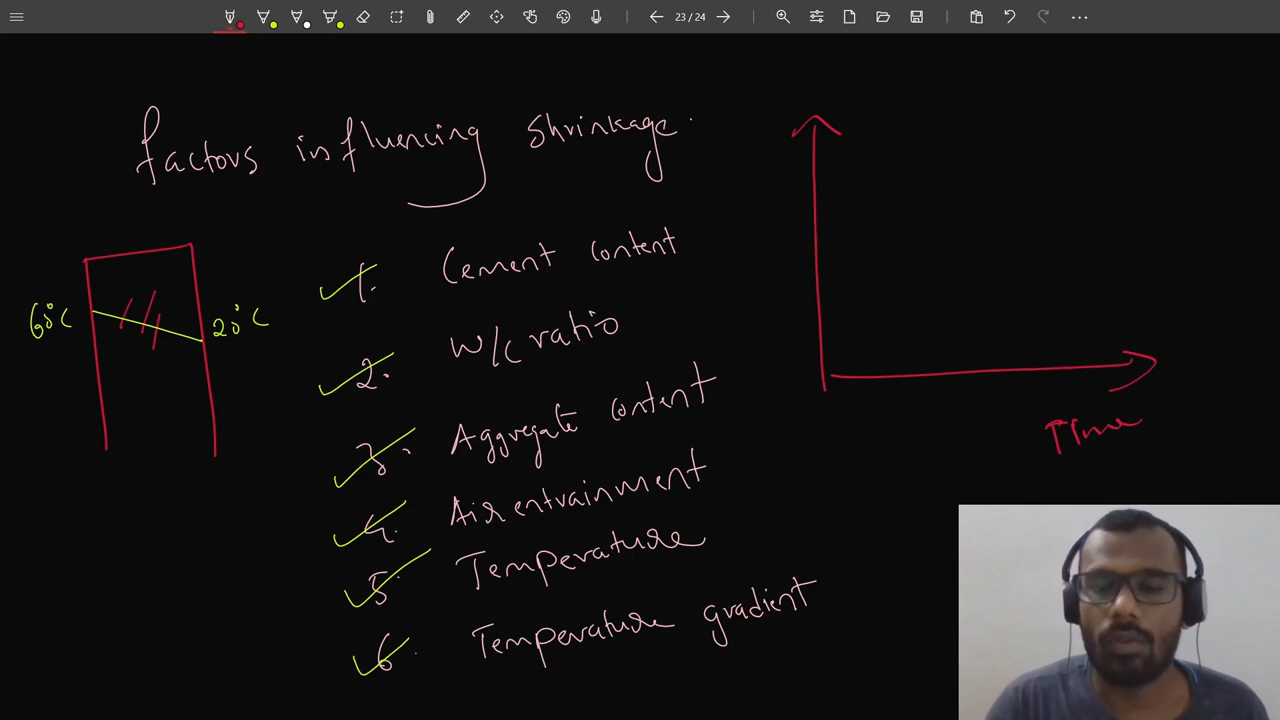 23/24
factors influencing shrinkage.
60°C
20°C
1. Cement content
2. W/C ratio
3. Aggregate content
4. Air entrainment
5. Temperature
6. Temperature gradient
Time